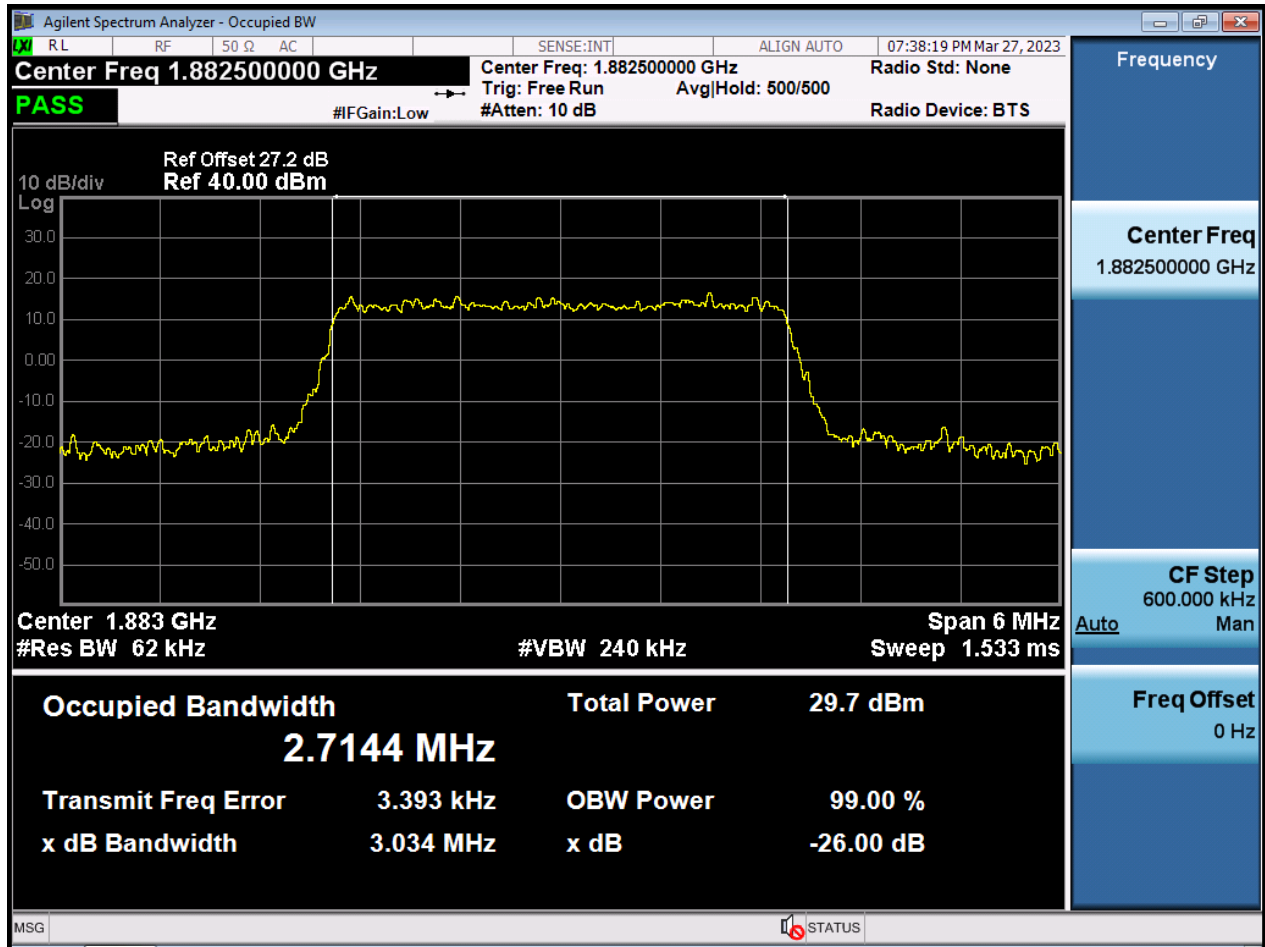 Agilent Spectrum Analyzer - Occupied BW
LXI RL RF 50 Ω AC SENSE:INT ALIGN AUTO 07:38:19 PM Mar 27, 2023
Center Freq 1.882500000 GHz
PASS
#IFGain:Low
Center Freq: 1.882500000 GHz
Trig: Free Run Avg|Hold: 500/500
#Atten: 10 dB
Radio Std: None
Radio Device: BTS
Ref Offset 27.2 dB
10 dB/div Ref 40.00 dBm
Log
30.0
20.0
10.0
0.00
-10.0
-20.0
-30.0
-40.0
-50.0
Center 1.883 GHz Span 6 MHz
#Res BW 62 kHz #VBW 240 kHz Sweep 1.533 ms
Occupied Bandwidth Total Power 29.7 dBm
2.7144 MHz
Transmit Freq Error 3.393 kHz OBW Power 99.00 %
x dB Bandwidth 3.034 MHz x dB -26.00 dB
Frequency
Center Freq
1.882500000 GHz
CF Step
600.000 kHz
Auto Man
Freq Offset
0 Hz
MSG STATUS